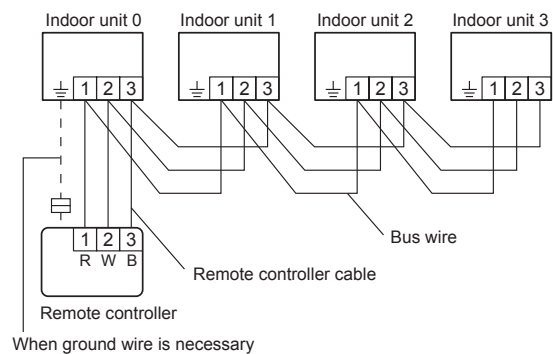 Indoor unit 0 Indoor unit 1 Indoor unit 2 Indoor unit 3
1 2 3 1 2 3 1 2 3 1 2 3
1 2 3
R W B
Bus wire
Remote controller cable
Remote controller
When ground wire is necessary